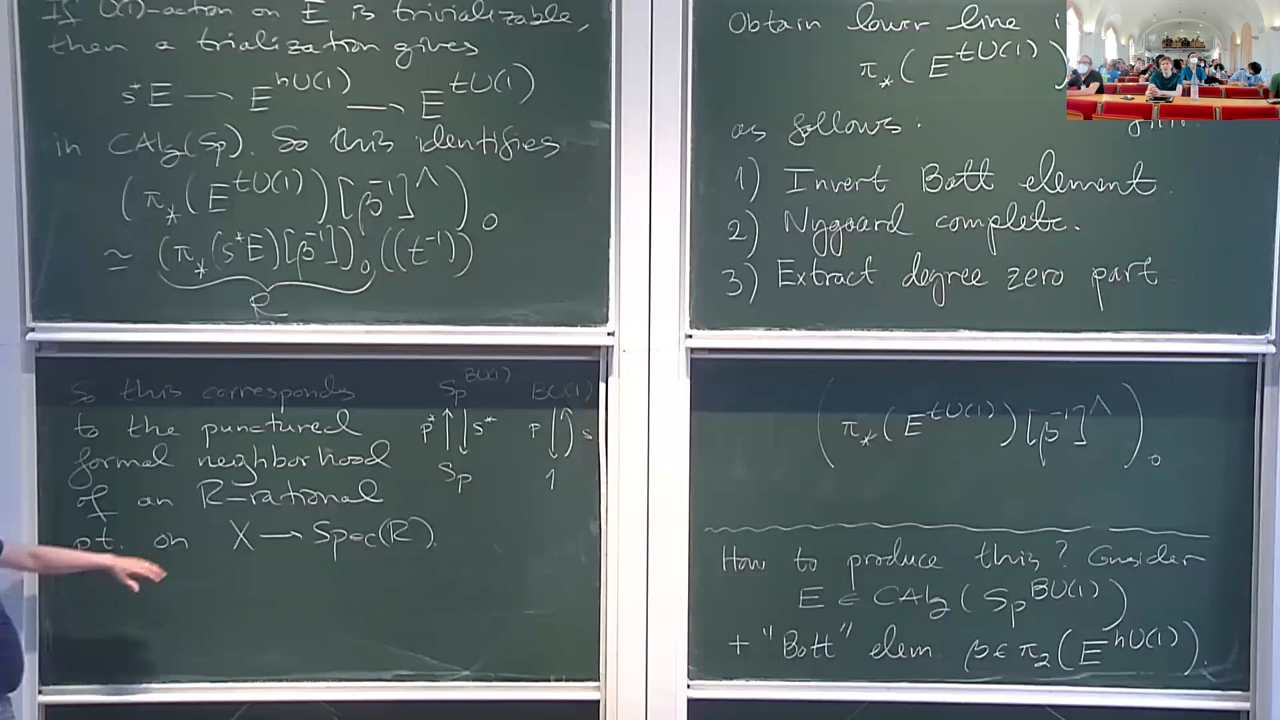 If U(1)-action on E is trivializable,
then a trialization gives
s*E → E^{hU(1)} → E^{tU(1)}
in CAlg(Sp). So this identifies
(π_*(E^{tU(1)})[β^{-1}]^∧)_0
≃ (π_*(s*E)[β^{-1}])_0((t^{-1}))
R
So this corresponds
to the punctured
formal neighborhood
of an R-rational
pt. on X → Spec(R).
Sp^{BU(1)} BU(1)
p* ↑↓ s* p ↓↑ s
Sp 1
Obtain lower line
π_*(E^{tU(1)})
as follows:
1) Invert Bott element.
2) Nygaard complete.
3) Extract degree zero part
(π_*(E^{tU(1)})[β^{-1}]^∧)_0
How to produce this? Consider
E ∈ CAlg(Sp^{BU(1)})
+ "Bott" elem. β ∈ π_2(E^{hU(1)}).